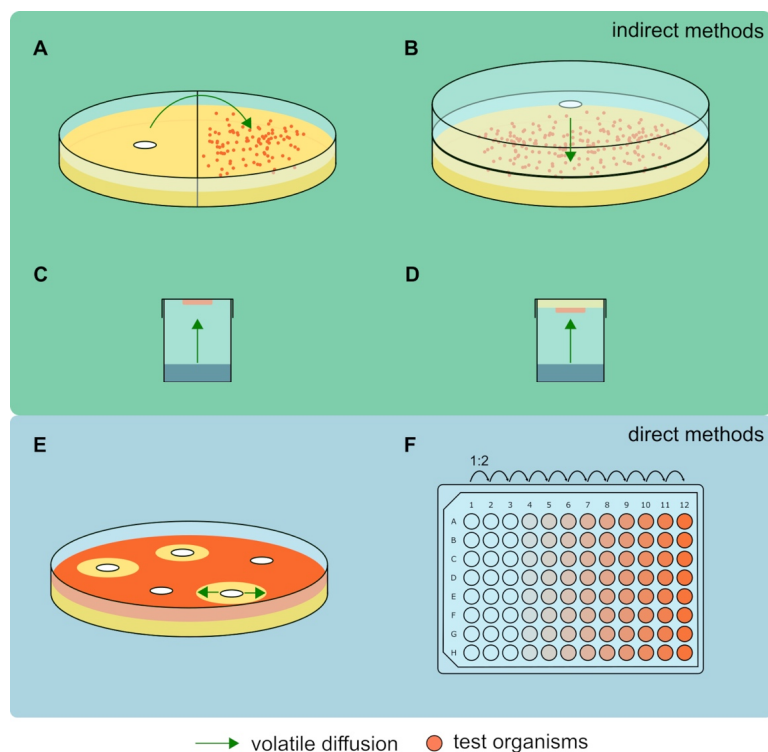 indirect methods
A
B
C
D
direct methods
E
F
1:2
1 2 3 4 5 6 7 8 9 10 11 12
A
B
C
D
E
F
G
H
volatile diffusion
test organisms